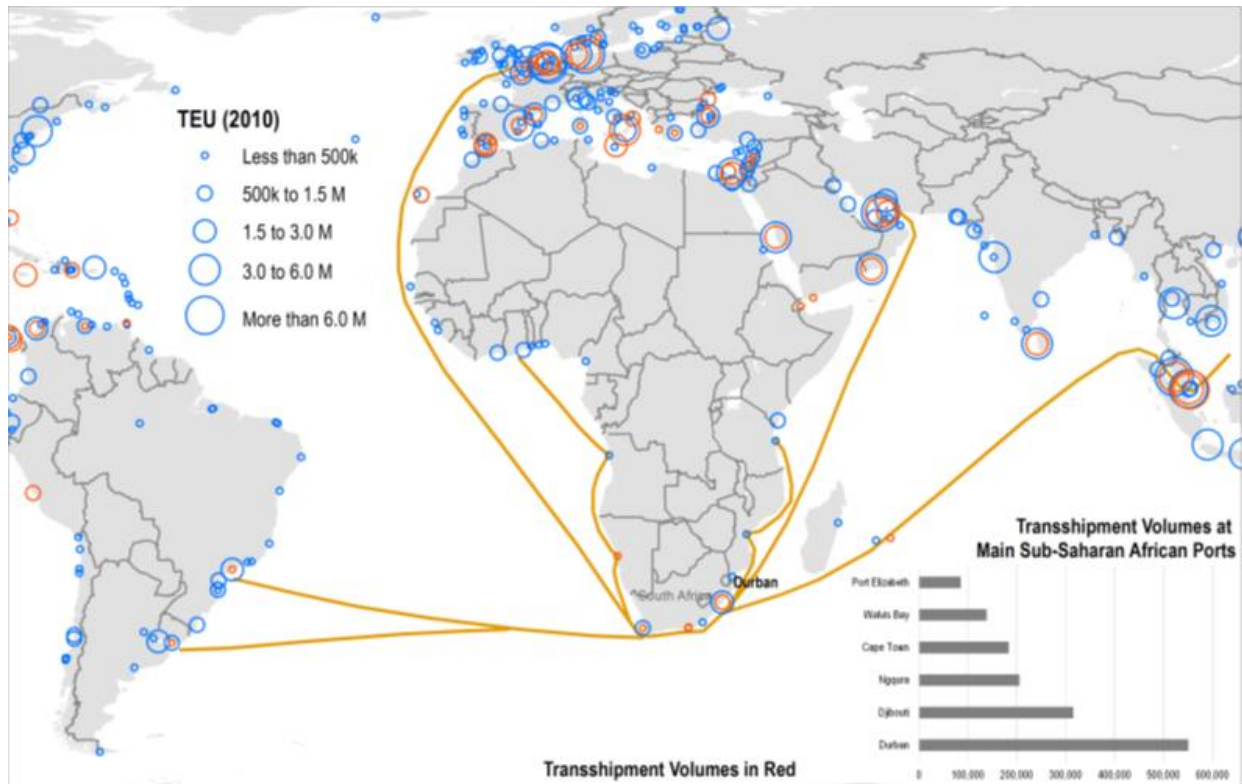 TEU (2010)
Less than 500k
500k to 1.5 M
1.5 to 3.0 M
3.0 to 6.0 M
More than 6.0 M
Durban
South Africa
Transshipment Volumes at
Main Sub-Saharan African Ports
Port Elizabeth
Walvis Bay
Cape Town
Ngqura
Djibouti
Durban
0 100,000 200,000 300,000 400,000 500,000 600,000
Transshipment Volumes in Red